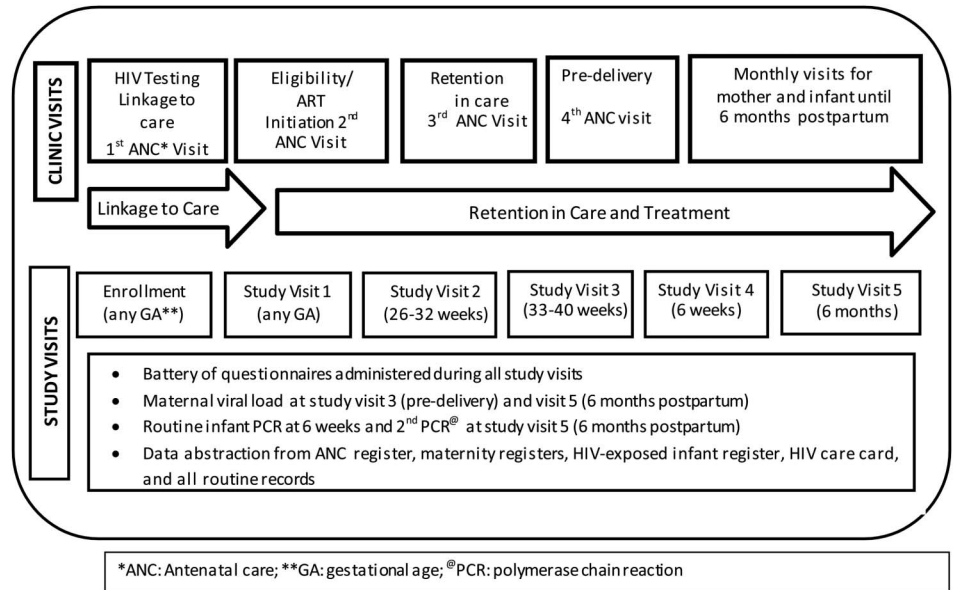 CLINIC VISITS
HIV Testing
Linkage to
care
1st ANC* Visit
Eligibility/
ART
Initiation 2nd
ANC Visit
Retention
in care
3rd ANC Visit
Pre-delivery
4th ANC visit
Monthly visits for
mother and infant until
6 months postpartum
Linkage to Care
Retention in Care and Treatment
STUDY VISITS
Enrollment
(any GA**)
Study Visit 1
(any GA)
Study Visit 2
(26-32 weeks)
Study Visit 3
(33-40 weeks)
Study Visit 4
(6 weeks)
Study Visit 5
(6 months)
• Battery of questionnaires administered during all study visits
• Maternal viral load at study visit 3 (pre-delivery) and visit 5 (6 months postpartum)
• Routine infant PCR at 6 weeks and 2nd PCR@ at study visit 5 (6 months postpartum)
• Data abstraction from ANC register, maternity registers, HIV-exposed infant register, HIV care card,
and all routine records
*ANC: Antenatal care; **GA: gestational age; @PCR: polymerase chain reaction